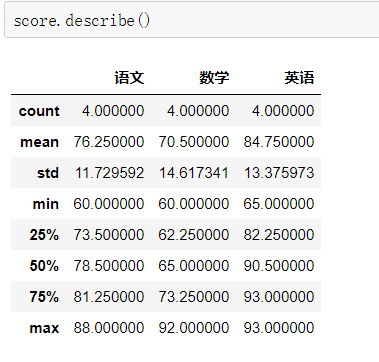 score.describe()
语文 数学 英语
count 4.000000 4.000000 4.000000
mean 76.250000 70.500000 84.750000
std 11.729592 14.617341 13.375973
min 60.000000 60.000000 65.000000
25% 73.500000 62.250000 82.250000
50% 78.500000 65.000000 90.500000
75% 81.250000 73.250000 93.000000
max 88.000000 92.000000 93.000000